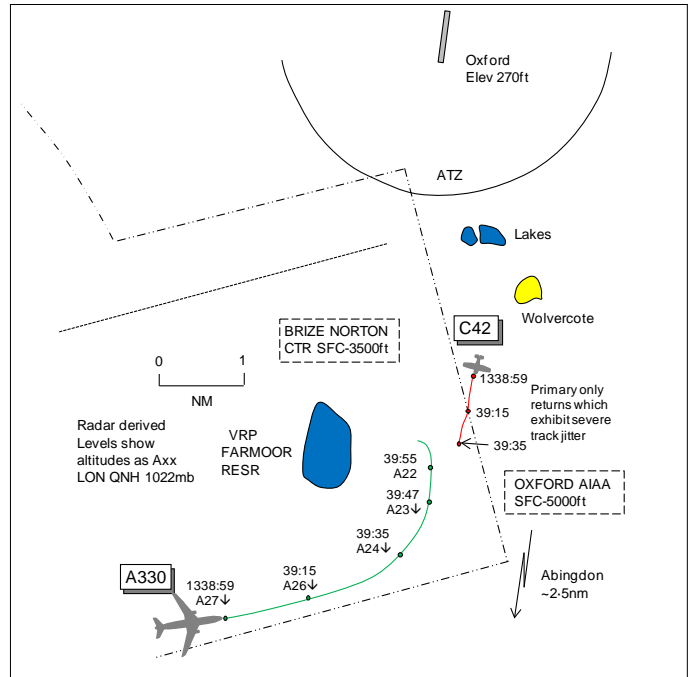 Oxford
Elev 270ft
ATZ
Lakes
Wolvercote
C42
BRIZE NORTON
CTR SFC-3500ft
0 1
NM
1338:59
39:15
39:35
Primary only
returns which
exhibit severe
track jitter
Radar derived
Levels show
altitudes as Axx
LON QNH 1022mb
VRP
FARMOOR
RESR
39:55
A22
39:47
A23↓
39:35
A24↓
39:15
A26↓
1338:59
A27↓
A330
OXFORD AIAA
SFC-5000ft
Abingdon
~2·5nm